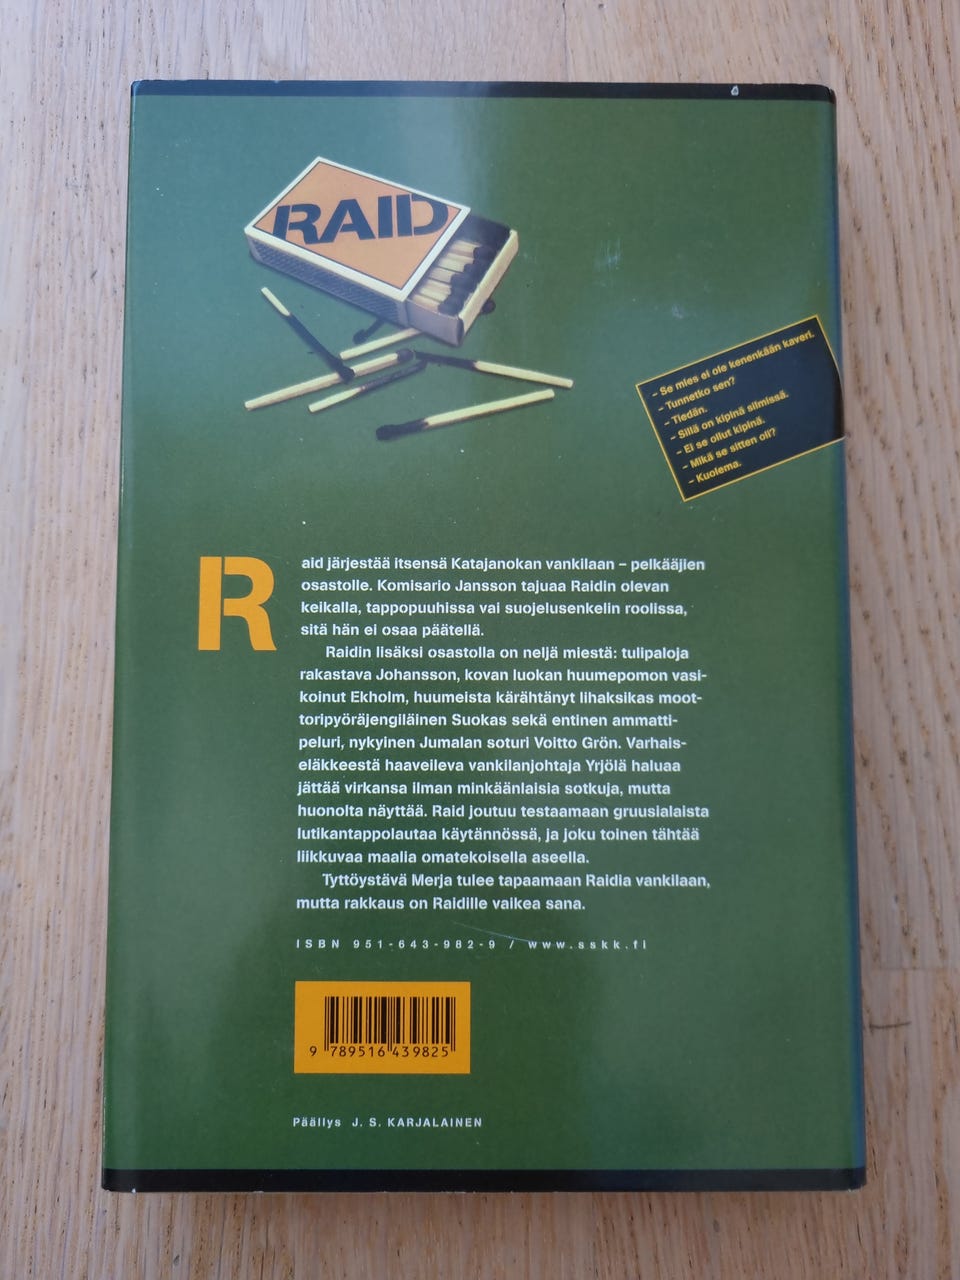 RAID
– Se mies ei ole kenenkään kaveri.
– Tunnetko sen?
– Tiedän.
– Sillä on kipinä silmissä.
– Ei se ollut kipinä.
– Mikä se sitten oli?
– Kuolema.
Raid järjestää itsensä Katajanokan vankilaan – pelkääjien
osastolle. Komisario Jansson tajuaa Raidin olevan
keikalla, tappopuuhissa vai suojelusenkelin roolissa,
sitä hän ei osaa päätellä.
Raidin lisäksi osastolla on neljä miestä: tulipaloja
rakastava Johansson, kovan luokan huumepomon vasi-
koinut Ekholm, huumeista kärähtänyt lihaksikas moot-
toripyöräjengiläinen Suokas sekä entinen ammatti-
peluri, nykyinen Jumalan soturi Voitto Grön. Varhais-
eläkkeestä haaveileva vankilanjohtaja Yrjölä haluaa
jättää virkansa ilman minkäänlaisia sotkuja, mutta
huonolta näyttää. Raid joutuu testaamaan gruusialaista
lutikantappolautaa käytännössä, ja joku toinen tähtää
liikkuvaa maalia omatekoisella aseella.
Tyttöystävä Merja tulee tapaamaan Raidia vankilaan,
mutta rakkaus on Raidille vaikea sana.
ISBN 951-643-982-9 / www.sskk.fi
9 789516 439825
Päällys J. S. KARJALAINEN